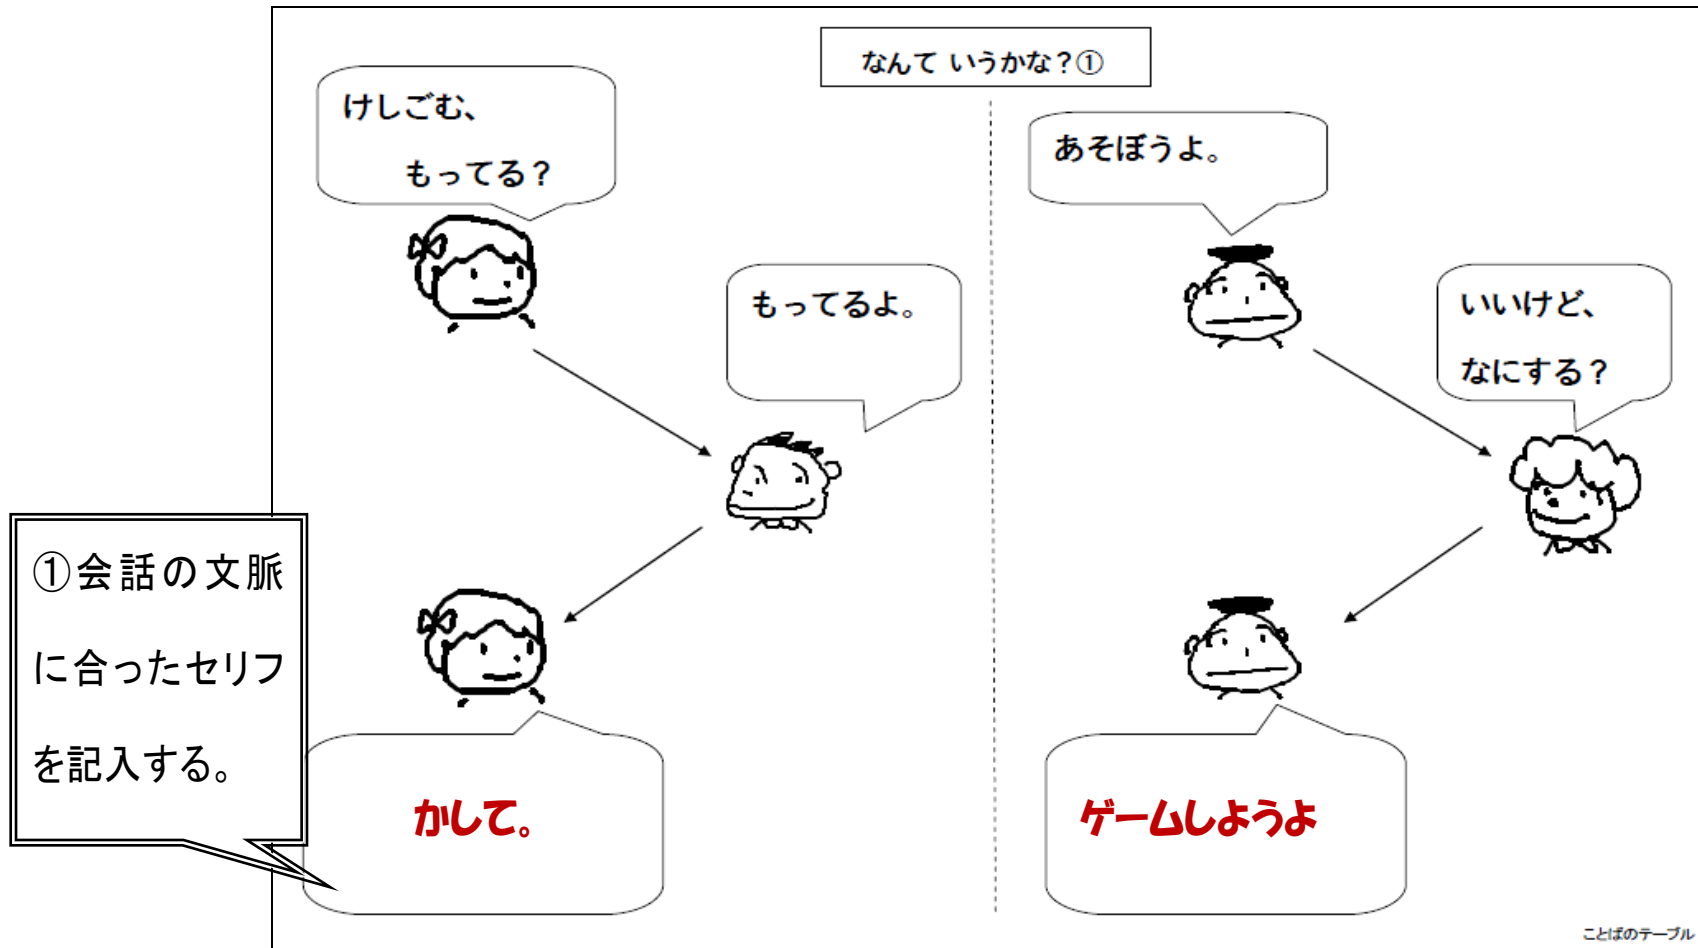 なんて いうかな？①
けしごむ、
もってる？
もってるよ。
かして。
あそぼうよ。
いいけど、
なにする？
ゲームしようよ
①会話の文脈
に合ったセリフ
を記入する。
ことばのテーブル